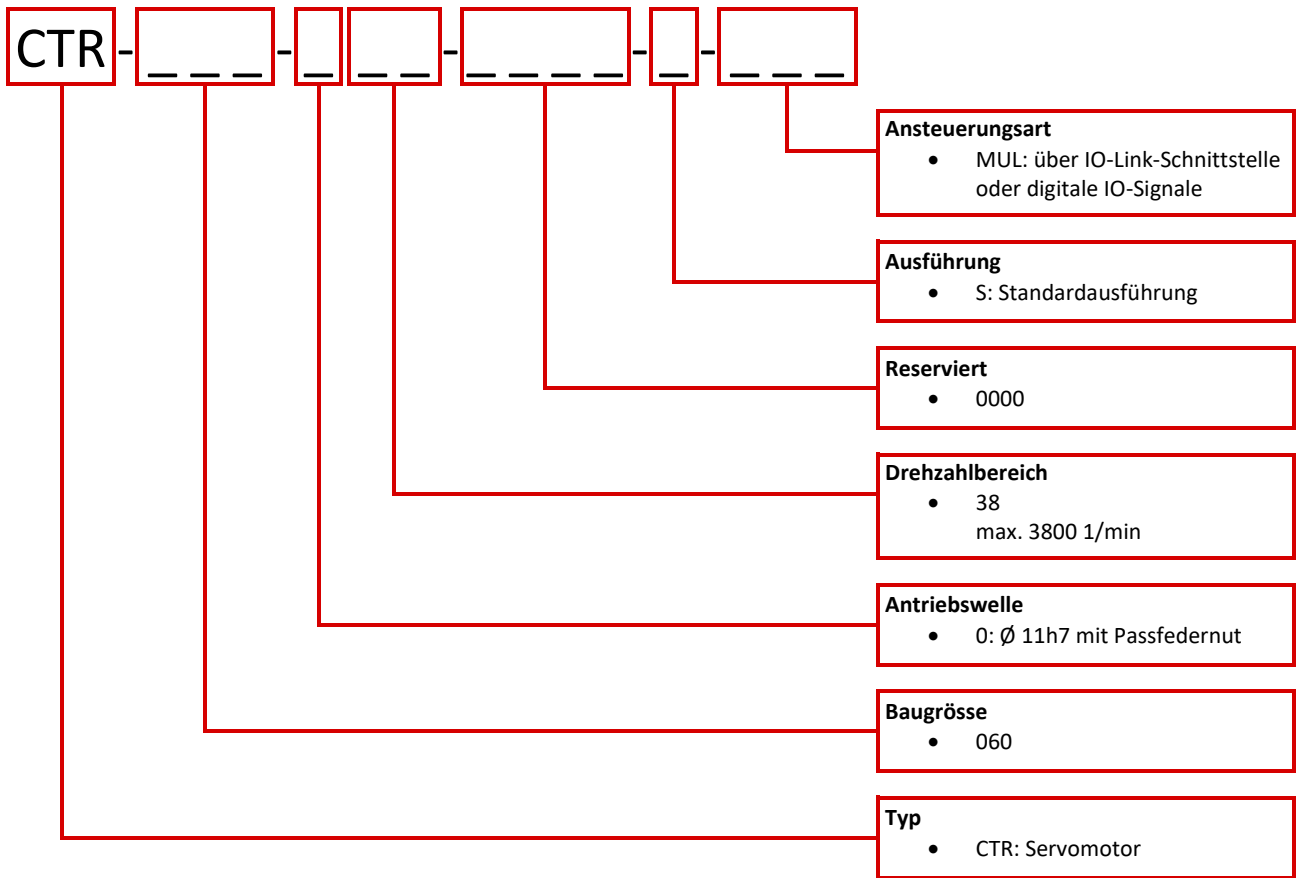 CTR-___-___-____-_-___
Ansteuerungsart
• MUL: über IO-Link-Schnittstelle
oder digitale IO-Signale
Ausführung
• S: Standardausführung
Reserviert
• 0000
Drehzahlbereich
• 38
max. 3800 1/min
Antriebswelle
• 0: Ø 11h7 mit Passfedernut
Baugrösse
• 060
Typ
• CTR: Servomotor